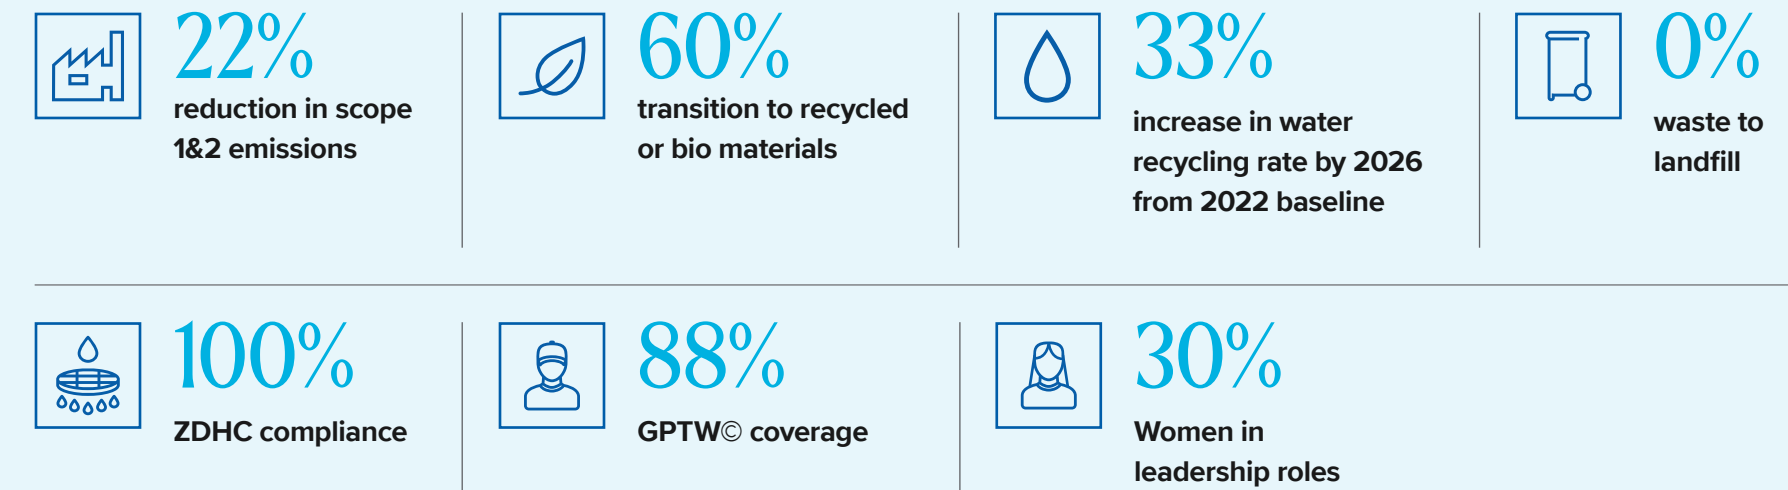 22%
reduction in scope
1&2 emissions
60%
transition to recycled
or bio materials
33%
increase in water
recycling rate by 2026
from 2022 baseline
0%
waste to
landfill
100%
ZDHC compliance
88%
GPTW© coverage
30%
Women in
leadership roles